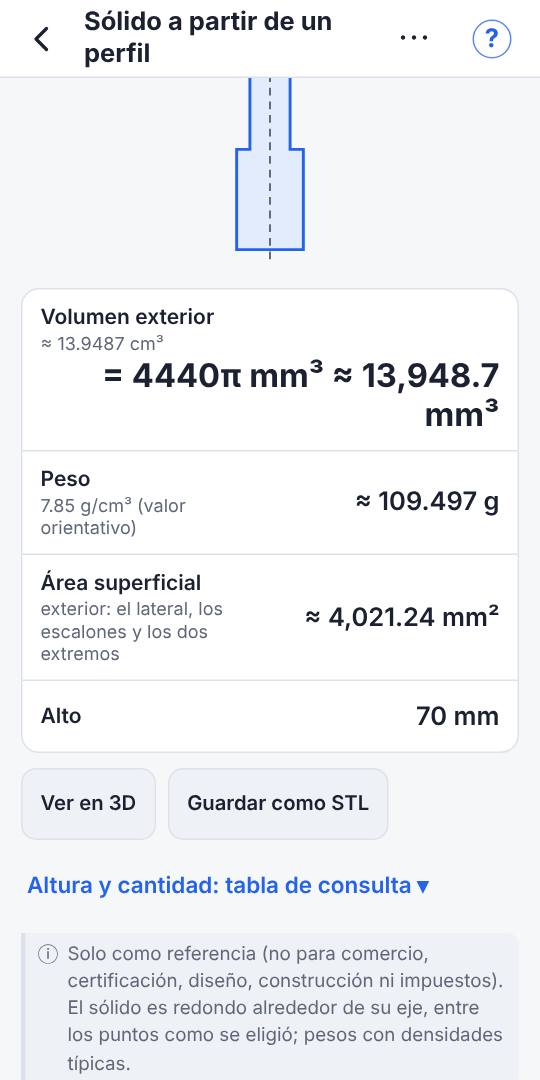 Sólido a partir de un
perfil
...
?
Volumen exterior
≈ 13.9487 cm³
= 4440π mm³ ≈ 13,948.7
mm³
Peso
7.85 g/cm³ (valor
orientativo)
≈ 109.497 g
Área superficial
exterior: el lateral, los
escalones y los dos
extremos
≈ 4,021.24 mm²
Alto
70 mm
Ver en 3D
Guardar como STL
Altura y cantidad: tabla de consulta ▾
ⓘ Solo como referencia (no para comercio,
certificación, diseño, construcción ni impuestos).
El sólido es redondo alrededor de su eje, entre
los puntos como se eligió; pesos con densidades
típicas.